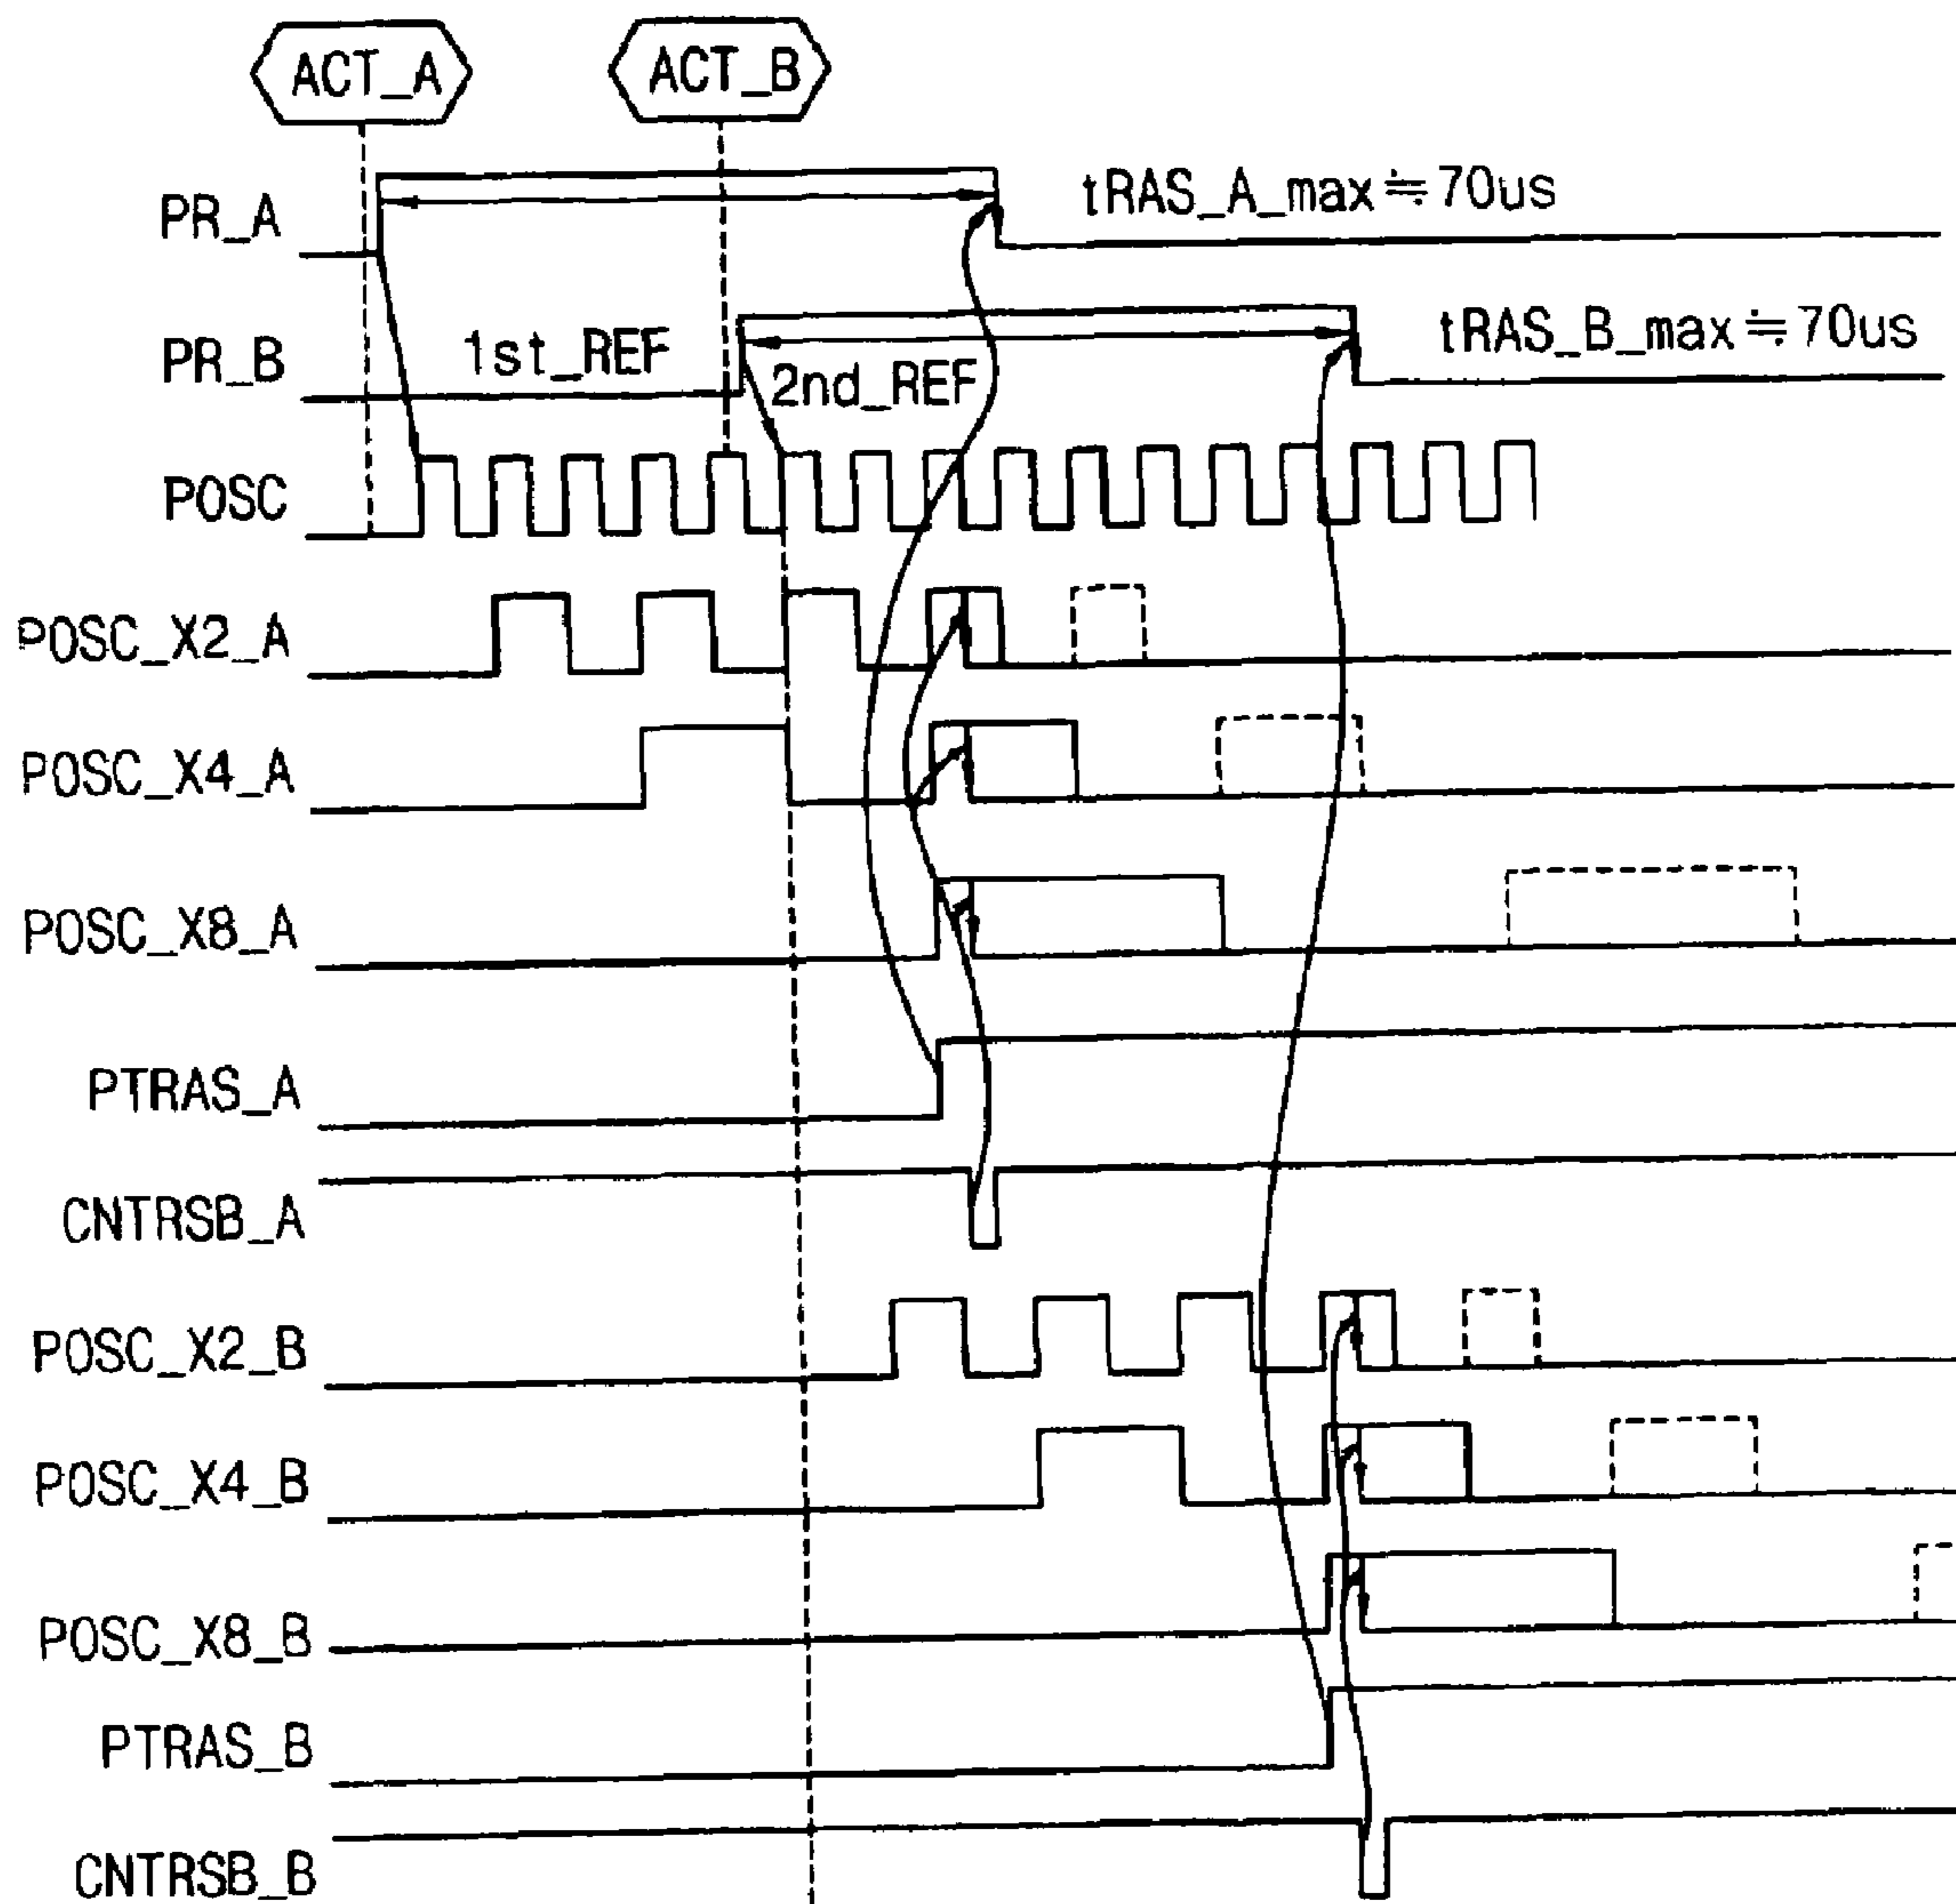 ACT_A
ACT_B
PR_A
tRAS_A_max≒70us
PR_B
1st_REF
2nd_REF
tRAS_B_max≒70us
POSC
POSC_X2_A
POSC_X4_A
POSC_X8_A
PTRAS_A
CNTRSB_A
POSC_X2_B
POSC_X4_B
POSC_X8_B
PTRAS_B
CNTRSB_B